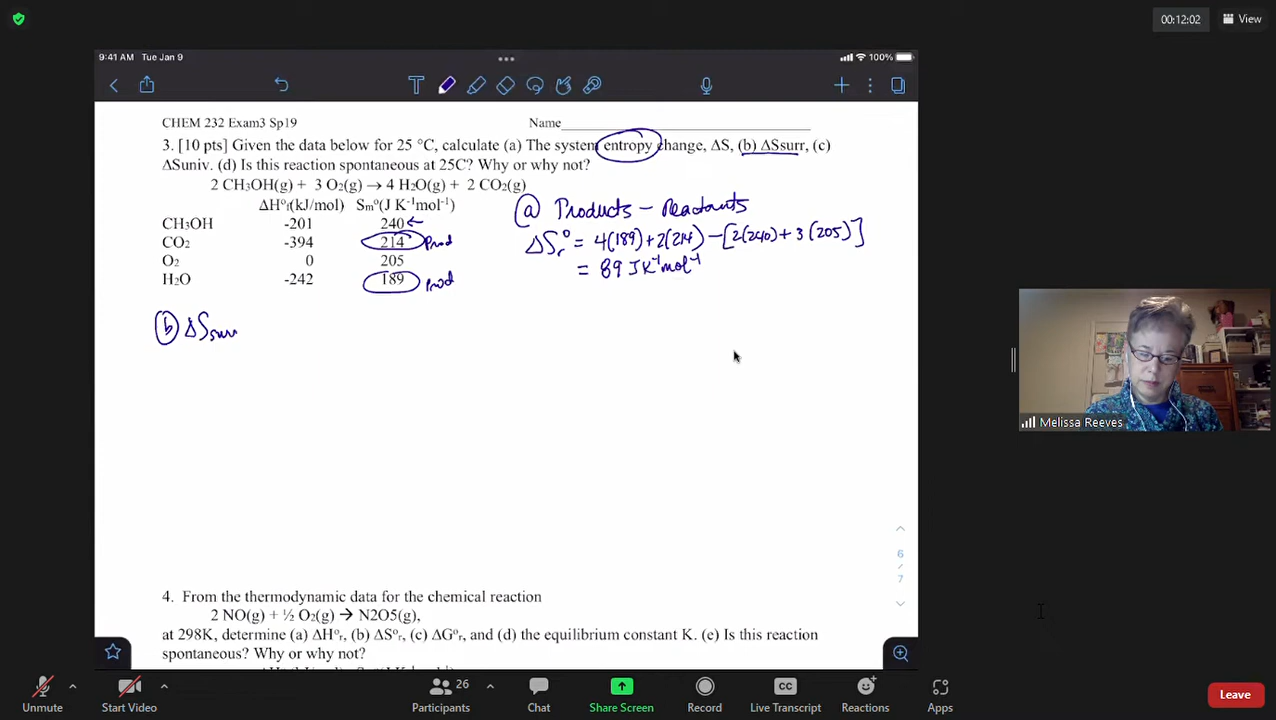 00:12:02
View
9:41 AM Tue Jan 9
100%
T
CHEM 232 Exam3 Sp19 Name
3. [10 pts] Given the data below for 25 °C, calculate (a) The system entropy change, ΔS, (b) ΔSsurr, (c)
ΔSuniv. (d) Is this reaction spontaneous at 25C? Why or why not?
2 CH₃OH(g) + 3 O₂(g) → 4 H₂O(g) + 2 CO₂(g)
ΔH°f(kJ/mol) Sm°(J K⁻¹mol⁻¹)
CH₃OH -201 240 ←
CO₂ -394 214 Prod
O₂ 0 205
H₂O -242 189 Prod
ⓐ Products - Reactants
ΔSr° = 4(189)+2(214) - [2(240)+3(205)]
= 89 JK⁻¹mol⁻¹
ⓑ ΔSsurr
6
/
7
4. From the thermodynamic data for the chemical reaction
2 NO(g) + ½ O₂(g) → N2O5(g),
at 298K, determine (a) ΔH°r, (b) ΔS°r, (c) ΔG°r, and (d) the equilibrium constant K. (e) Is this reaction
spontaneous? Why or why not?
Melissa Reeves
Unmute
Start Video
26
Participants
Chat
Share Screen
Record
CC
Live Transcript
Reactions
Apps
Leave